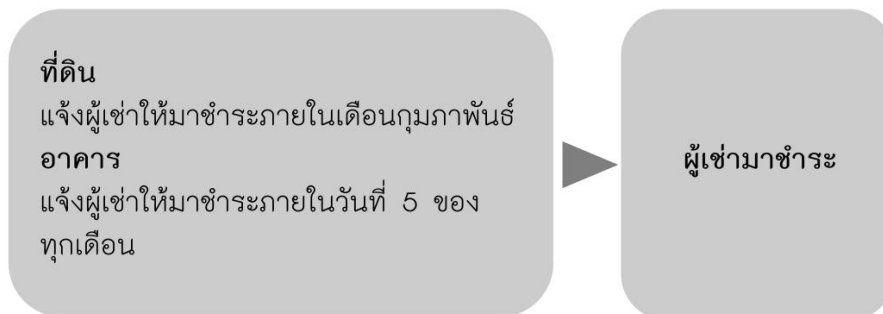 ที่ดิน
แจ้งผู้เช่าให้มาชำระภายในเดือนกุมภาพันธ์
อาคาร
แจ้งผู้เช่าให้มาชำระภายในวันที่ 5 ของ
ทุกเดือน
ผู้เช่ามาชำระ